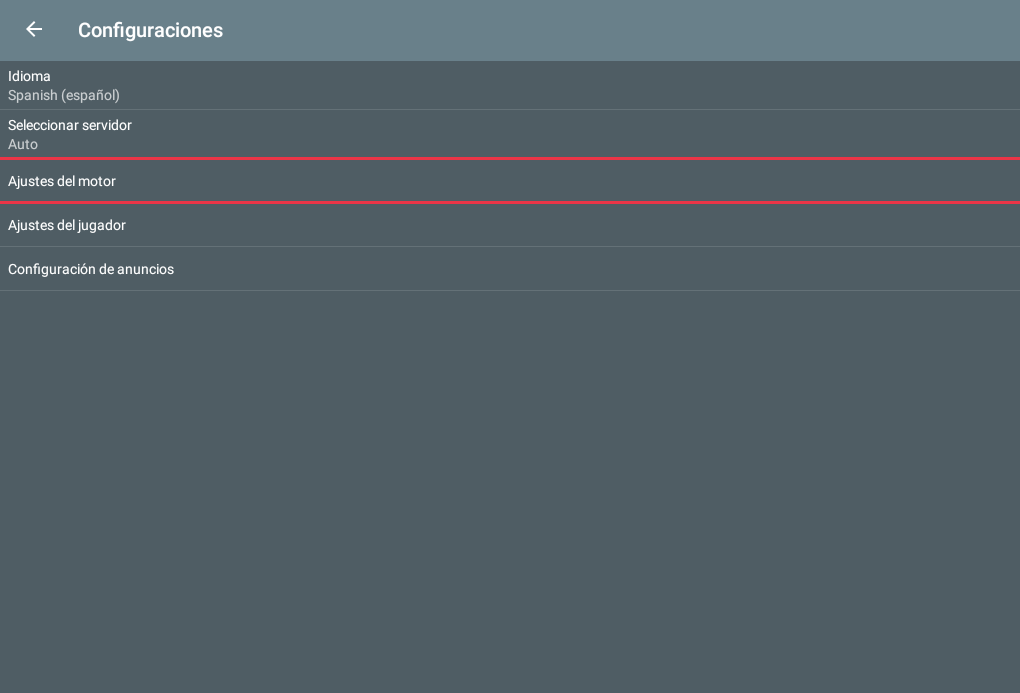 Configuraciones
Idioma
Spanish (español)
Seleccionar servidor
Auto
Ajustes del motor
Ajustes del jugador
Configuración de anuncios